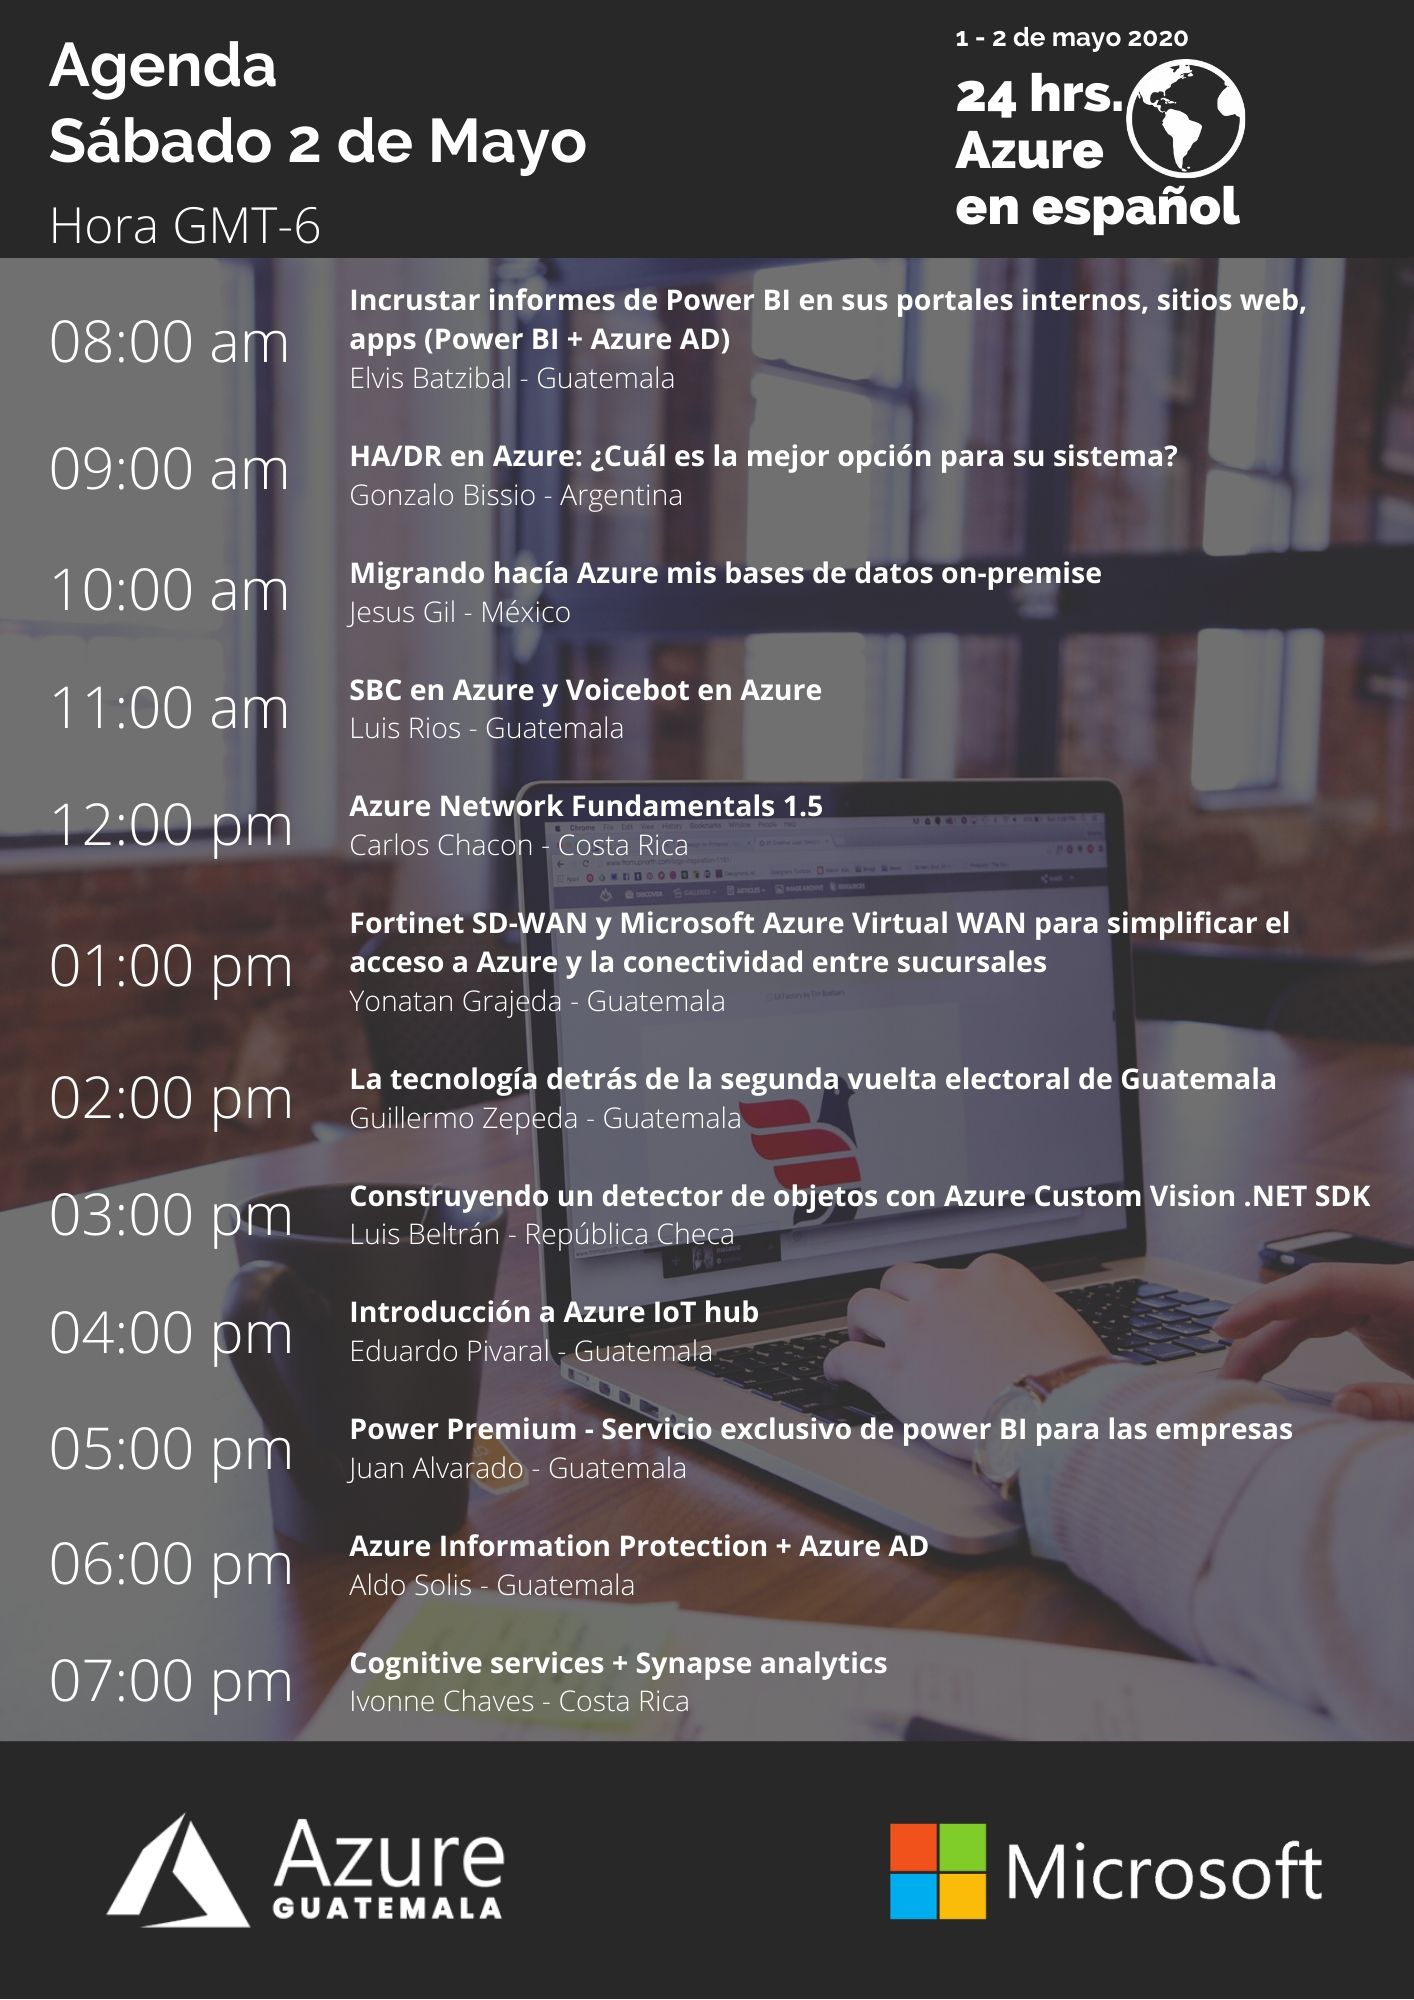 Agenda
Sábado 2 de Mayo
Hora GMT-6
1 - 2 de mayo 2020
24 hrs.
Azure
en español
08:00 am
Incrustar informes de Power BI en sus portales internos, sitios web,
apps (Power BI + Azure AD)
Elvis Batzibal - Guatemala
09:00 am
HA/DR en Azure: ¿Cuál es la mejor opción para su sistema?
Gonzalo Bissio - Argentina
10:00 am
Migrando hacía Azure mis bases de datos on-premise
Jesus Gil - México
11:00 am
SBC en Azure y Voicebot en Azure
Luis Rios - Guatemala
12:00 pm
Azure Network Fundamentals 1.5
Carlos Chacon - Costa Rica
01:00 pm
Fortinet SD-WAN y Microsoft Azure Virtual WAN para simplificar el
acceso a Azure y la conectividad entre sucursales
Yonatan Grajeda - Guatemala
02:00 pm
La tecnología detrás de la segunda vuelta electoral de Guatemala
Guillermo Zepeda - Guatemala
03:00 pm
Construyendo un detector de objetos con Azure Custom Vision .NET SDK
Luis Beltrán - República Checa
04:00 pm
Introducción a Azure IoT hub
Eduardo Pivaral - Guatemala
05:00 pm
Power Premium - Servicio exclusivo de power BI para las empresas
Juan Alvarado - Guatemala
06:00 pm
Azure Information Protection + Azure AD
Aldo Solis - Guatemala
07:00 pm
Cognitive services + Synapse analytics
Ivonne Chaves - Costa Rica
Azure
GUATEMALA
Microsoft